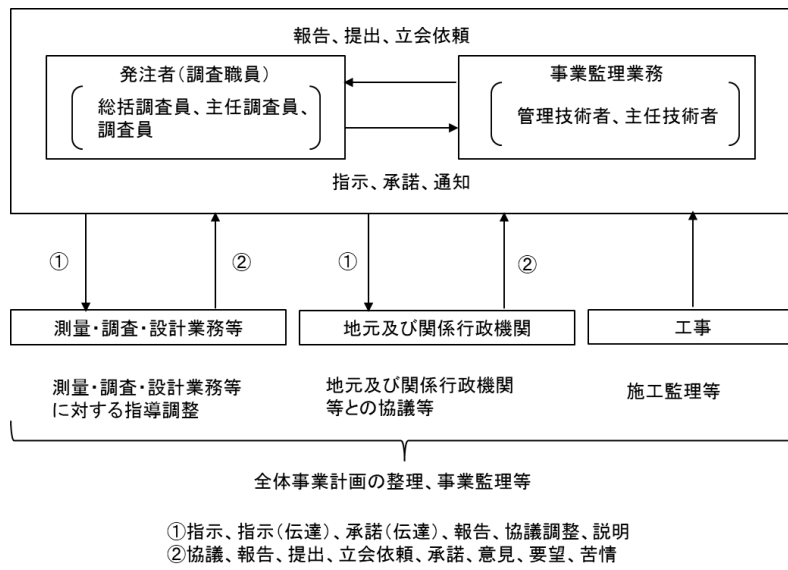 報告、提出、立会依頼
発注者（調査職員）
総括調査員、主任調査員、
調査員
事業監理業務
管理技術者、主任技術者
指示、承諾、通知
①
②
①
②
測量・調査・設計業務等
地元及び関係行政機関
工事
測量・調査・設計業務等
に対する指導調整
地元及び関係行政機関
等との協議等
施工監理等
全体事業計画の整理、事業監理等
①指示、指示（伝達）、承諾（伝達）、報告、協議調整、説明
②協議、報告、提出、立会依頼、承諾、意見、要望、苦情